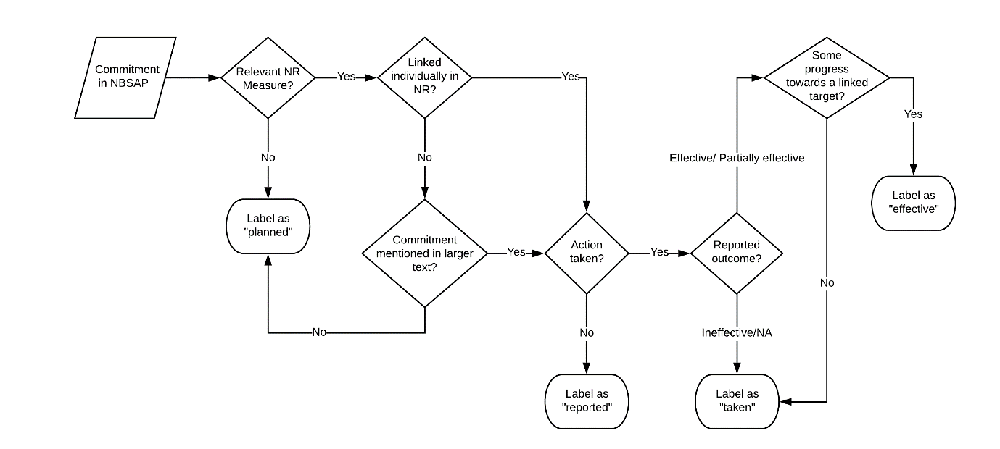 Commitment
in NBSAP
Relevant NR
Measure?
Yes
Linked
individually in
NR?
Yes
Some
progress
towards a linked
target?
Yes
No
No
Effective/ Partially effective
Label as
"planned"
Label as
"effective"
Commitment
mentioned in larger
text?
Yes
Action
taken?
Yes
Reported
outcome?
No
No
No
Ineffective/NA
Label as
"reported"
Label as
"taken"